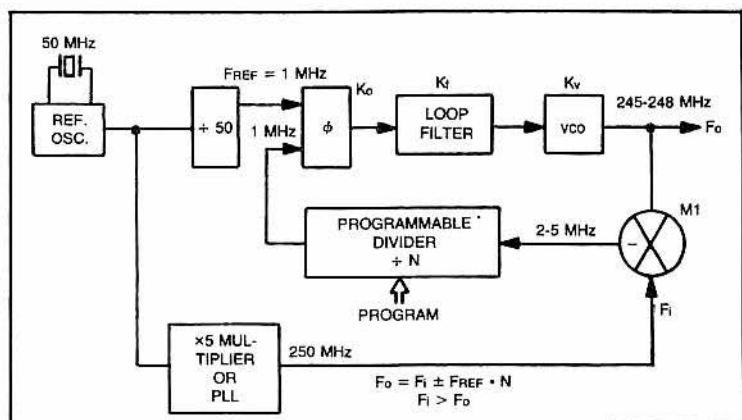 50 MHz
REF.
OSC.
FREF = 1 MHz
÷ 50
1 MHz
Kø
ϕ
Kf
LOOP
FILTER
Kv
VCO
245-248 MHz
Fo
M1
PROGRAMMABLE
DIVIDER
÷ N
2-5 MHz
−
PROGRAM
Fi
×5 MUL-
TIPLIER
OR
PLL
250 MHz
Fo = Fi ± FREF • N
Fi > Fo